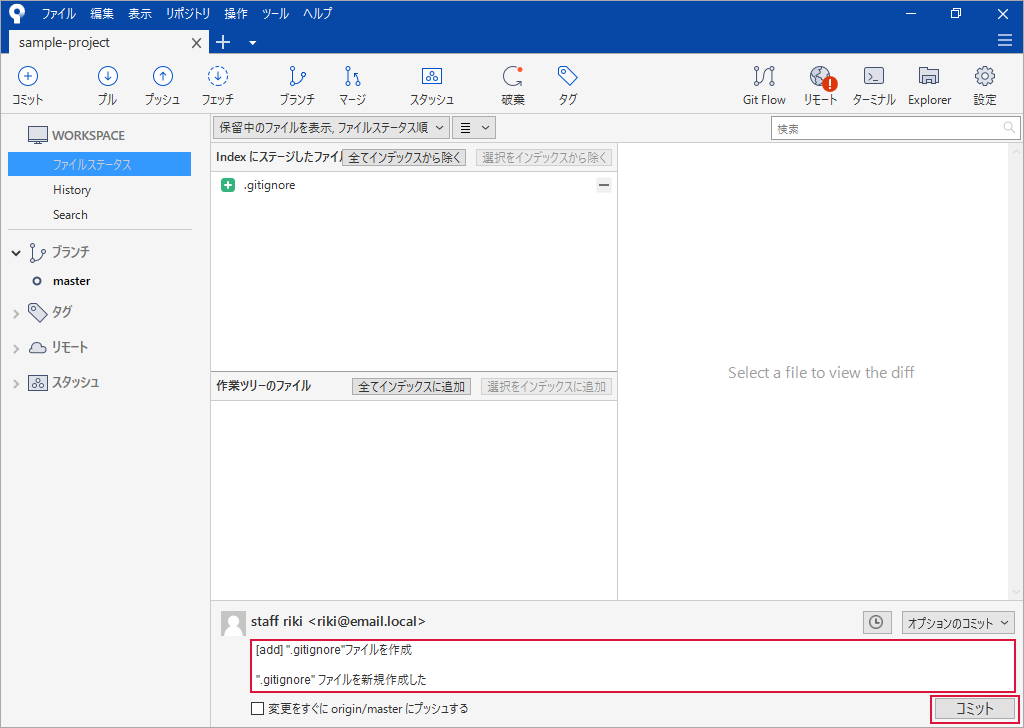 ファイル 編集 表示 リポジトリ 操作 ツール ヘルプ
sample-project
コミット プル プッシュ フェッチ ブランチ マージ スタッシュ 破棄 タグ Git Flow リモート ターミナル Explorer 設定
WORKSPACE
ファイルステータス
History
Search
ブランチ
master
タグ
リモート
スタッシュ
保留中のファイルを表示, ファイルステータス順
検索
Index にステージしたファイル 全てインデックスから除く 選択をインデックスから除く
.gitignore
作業ツリーのファイル 全てインデックスに追加 選択をインデックスに追加
Select a file to view the diff
staff riki <riki@email.local>
オプションのコミット
[add] ".gitignore"ファイルを作成
".gitignore" ファイルを新規作成した
変更をすぐに origin/master にプッシュする
コミット